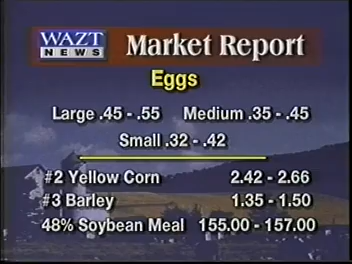 WAZT
NEWS
Market Report
Eggs
Large .45 - .55 Medium .35 - .45
Small .32 - .42
#2 Yellow Corn 2.42 - 2.66
#3 Barley 1.35 - 1.50
48% Soybean Meal 155.00 - 157.00